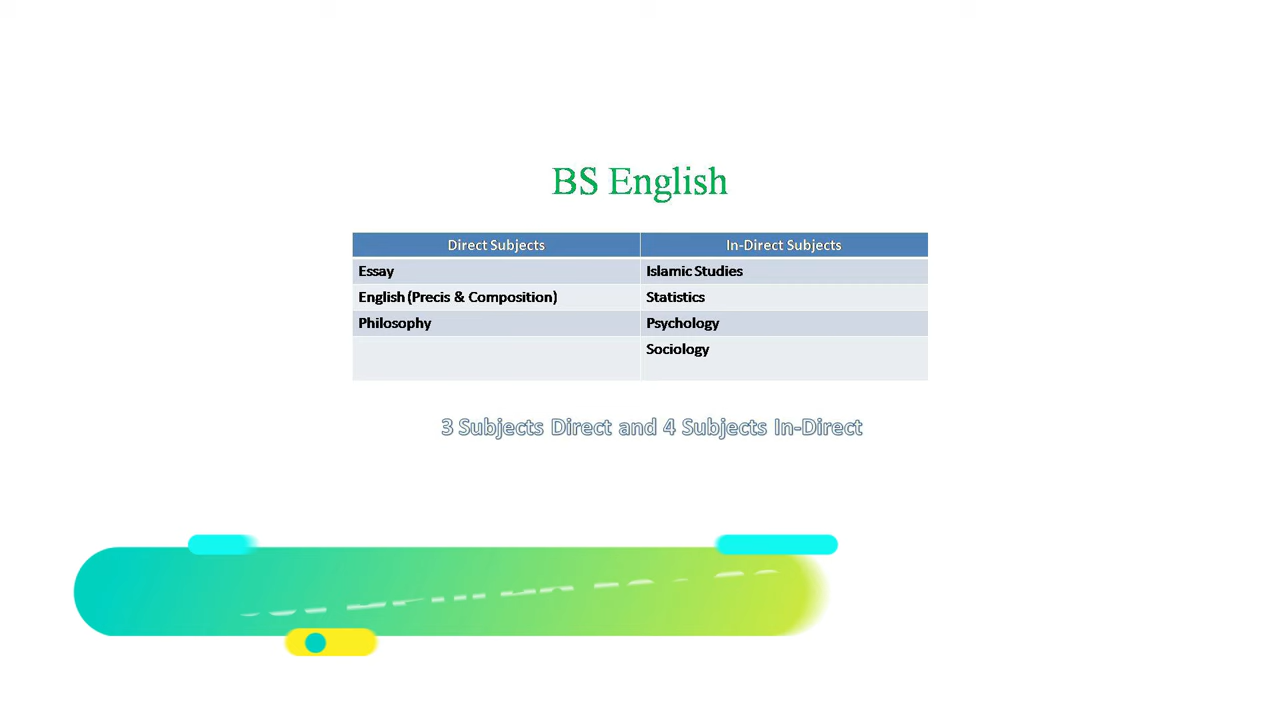 BS English
Direct Subjects In-Direct Subjects
Essay Islamic Studies
English (Precis & Composition) Statistics
Philosophy Psychology
Sociology
3 Subjects Direct and 4 Subjects In-Direct